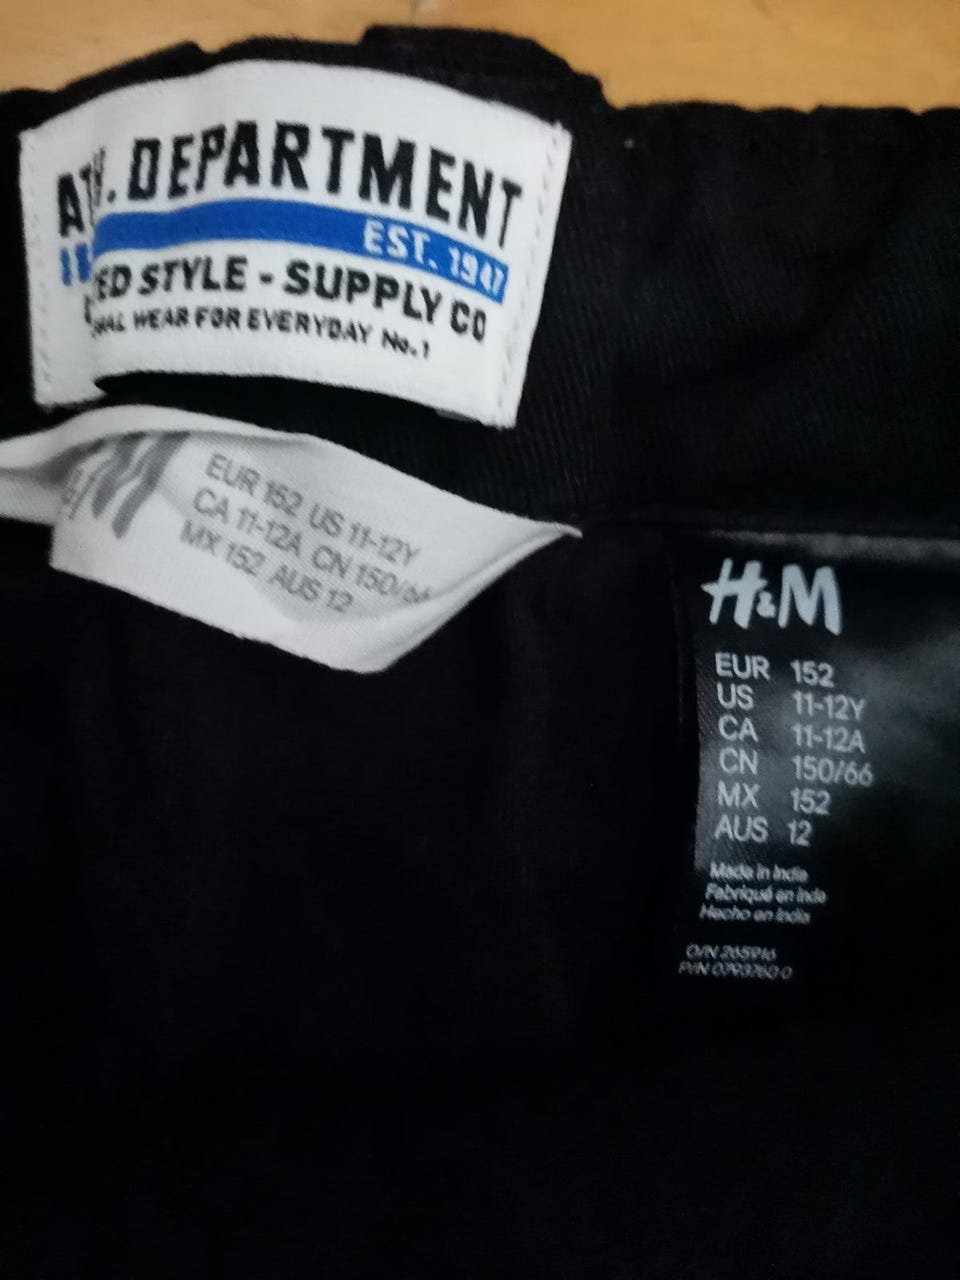 DEPARTMENT
EST. 1947
STYLE - SUPPLY CO
WEAR FOR EVERYDAY No.1
EUR 152 US 11-12Y
CA 11-12A CN 150/66
MX 152 AUS 12
H&M
EUR 152
US 11-12Y
CA 11-12A
CN 150/66
MX 152
AUS 12
Made in India
Fabriqué en Inde
Hecho en India
O/N 265916